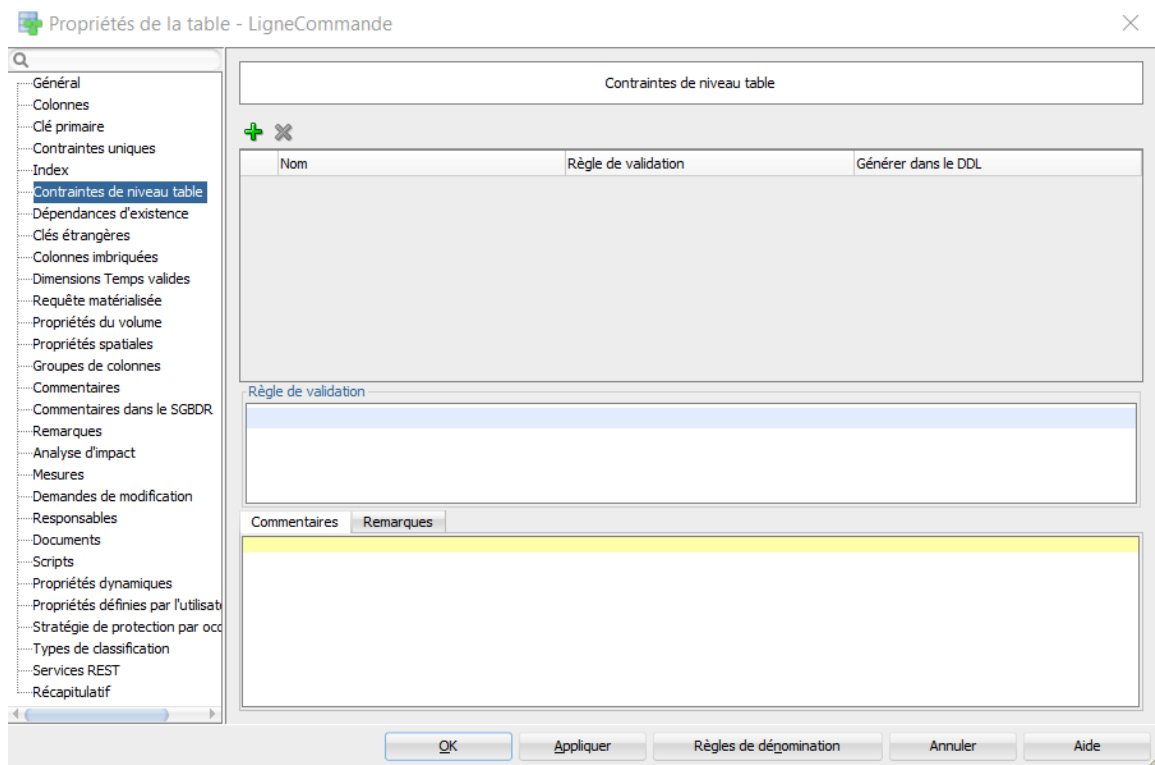 Propriétés de la table - LigneCommande
Général
Colonnes
Clé primaire
Contraintes uniques
Index
Contraintes de niveau table
Dépendances d'existence
Clés étrangères
Colonnes imbriquées
Dimensions Temps valides
Requête matérialisée
Propriétés du volume
Propriétés spatiales
Groupes de colonnes
Commentaires
Commentaires dans le SGBDR
Remarques
Analyse d'impact
Mesures
Demandes de modification
Responsables
Documents
Scripts
Propriétés dynamiques
Propriétés définies par l'utilisat
Stratégie de protection par occ
Types de classification
Services REST
Récapitulatif
Contraintes de niveau table
Nom Règle de validation Générer dans le DDL
Règle de validation
Commentaires Remarques
OK Appliquer Règles de dénomination Annuler Aide